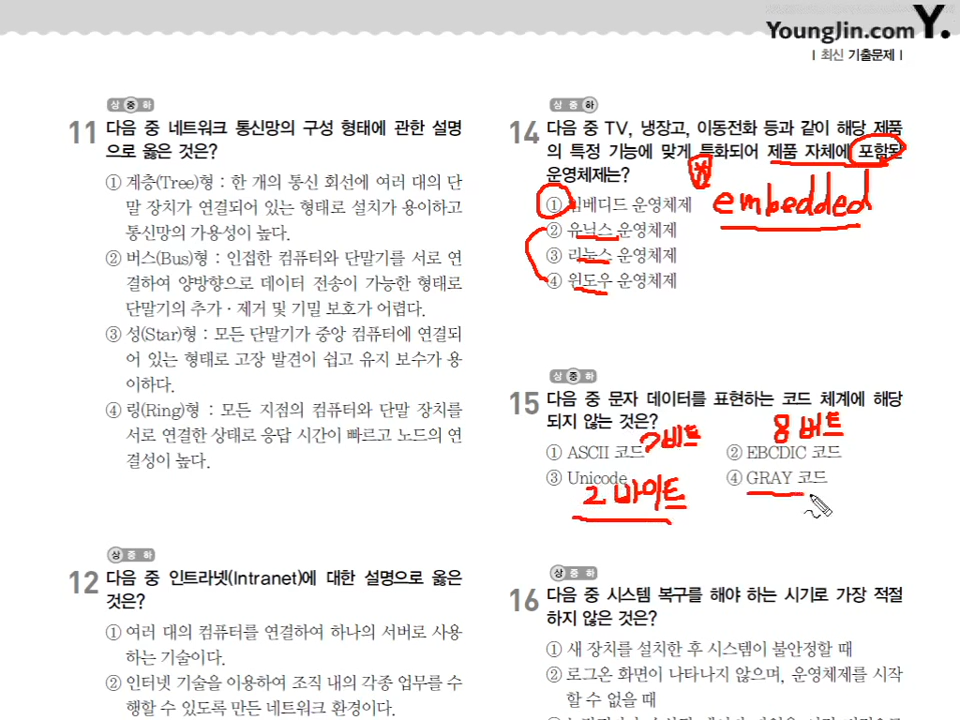 YoungJin.com Y.
| 최신 기출문제 |
상 중 하
11 다음 중 네트워크 통신망의 구성 형태에 관한 설명
으로 옳은 것은?
① 계층(Tree)형 : 한 개의 통신 회선에 여러 대의 단
말 장치가 연결되어 있는 형태로 설치가 용이하고
통신망의 가용성이 높다.
② 버스(Bus)형 : 인접한 컴퓨터와 단말기를 서로 연
결하여 양방향으로 데이터 전송이 가능한 형태로
단말기의 추가·제거 및 기밀 보호가 어렵다.
③ 성(Star)형 : 모든 단말기가 중앙 컴퓨터에 연결되
어 있는 형태로 고장 발견이 쉽고 유지 보수가 용
이하다.
④ 링(Ring)형 : 모든 지점의 컴퓨터와 단말 장치를
서로 연결한 상태로 응답 시간이 빠르고 노드의 연
결성이 높다.
상 중 하
12 다음 중 인트라넷(Intranet)에 대한 설명으로 옳은
것은?
① 여러 대의 컴퓨터를 연결하여 하나의 서버로 사용
하는 기술이다.
② 인터넷 기술을 이용하여 조직 내의 각종 업무를 수
행할 수 있도록 만든 네트워크 환경이다.
상 중 하
14 다음 중 TV, 냉장고, 이동전화 등과 같이 해당 제품
의 특정 기능에 맞게 특화되어 제품 자체에 포함된
운영체제는?
① 임베디드 운영체제
embedded
② 유닉스 운영체제
③ 리눅스 운영체제
④ 윈도우 운영체제
상 중 하
15 다음 중 문자 데이터를 표현하는 코드 체계에 해당
되지 않는 것은?
7비트
8비트
① ASCII 코드 ② EBCDIC 코드
③ Unicode ④ GRAY 코드
2 바이트
상 중 하
16 다음 중 시스템 복구를 해야 하는 시기로 가장 적절
하지 않은 것은?
① 새 장치를 설치한 후 시스템이 불안정할 때
② 로그온 화면이 나타나지 않으며, 운영체제를 시작
할 수 없을 때